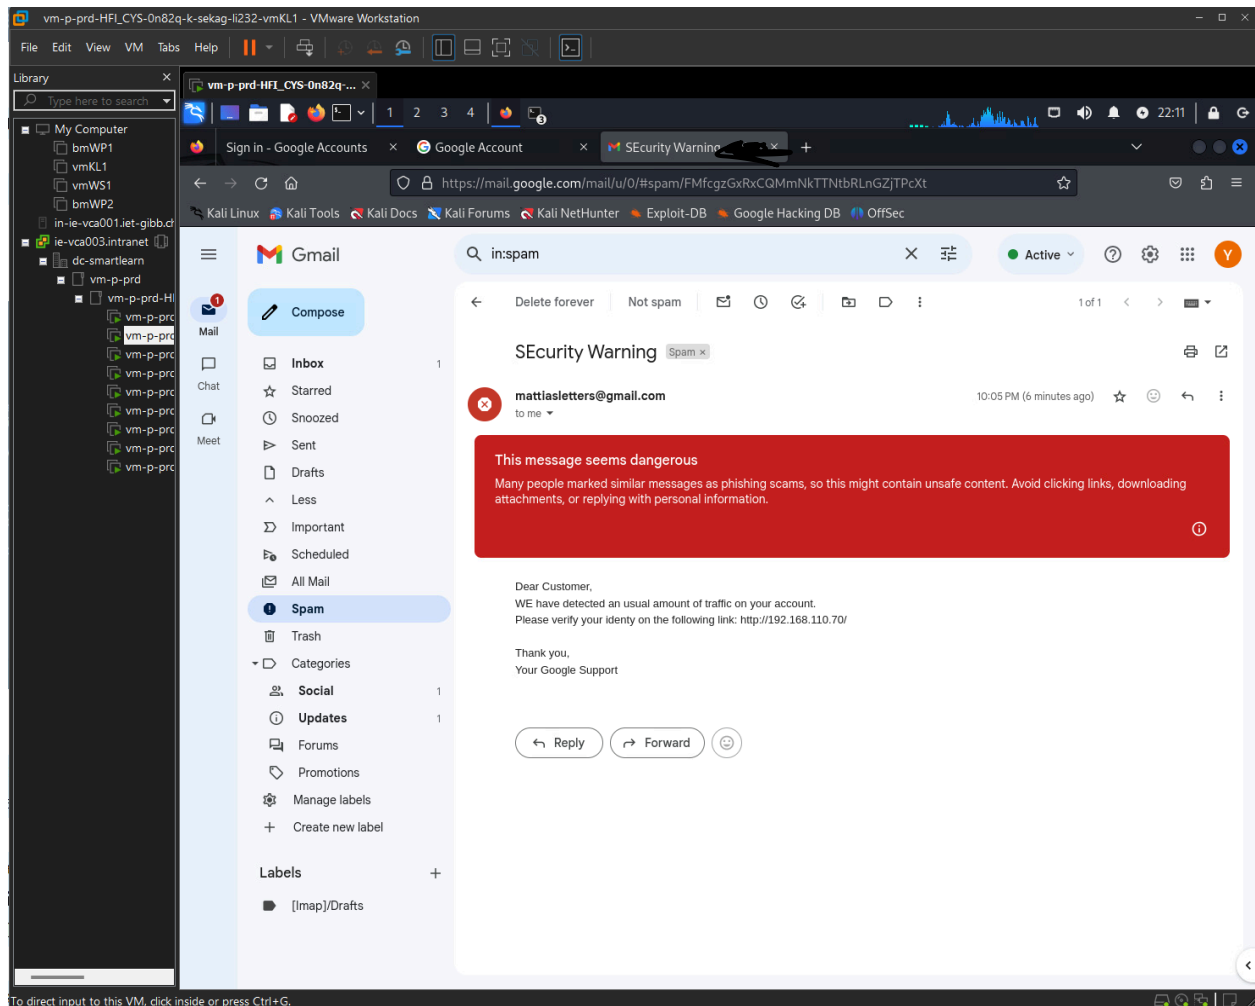 vm-p-prd-HFI_CYS-0n82q-k-sekag-li232-vmKL1 - VMware Workstation
File Edit View VM Tabs Help
Library
Type here to search
My Computer
bmWP1
vmKL1
vmWS1
bmWP2
in-ie-vca001.iet-gibb.ch
ie-vca003.intranet
dc-smartlearn
vm-p-prd
vm-p-prd-HI
vm-p-prd
vm-p-prd
vm-p-prd
vm-p-prd
vm-p-prd
vm-p-prd
vm-p-prd
vm-p-prd
vm-p-prd
vm-p-prd-HFI_CYS-0n82q-...
1 2 3 4
22:11
Sign in - Google Accounts
Google Account
SEcurity Warning
https://mail.google.com/mail/u/0/#spam/FMfcgzGxRxCQMmNkTTNtbRLnGZjTPcXt
Kali Linux Kali Tools Kali Docs Kali Forums Kali NetHunter Exploit-DB Google Hacking DB OffSec
Gmail
in:spam
Active
Y
1
Mail
Chat
Meet
Compose
Inbox 1
Starred
Snoozed
Sent
Drafts
Less
Important
Scheduled
All Mail
Spam
Trash
Categories
Social 1
Updates 1
Forums
Promotions
Manage labels
Create new label
Labels
[Imap]/Drafts
Delete forever Not spam
1 of 1
SEcurity Warning Spam ×
mattiasletters@gmail.com
10:05 PM (6 minutes ago)
to me
This message seems dangerous
Many people marked similar messages as phishing scams, so this might contain unsafe content. Avoid clicking links, downloading
attachments, or replying with personal information.
Dear Customer,
WE have detected an usual amount of traffic on your account.
Please verify your identy on the following link: http://192.168.110.70/
Thank you,
Your Google Support
Reply
Forward
To direct input to this VM, click inside or press Ctrl+G.